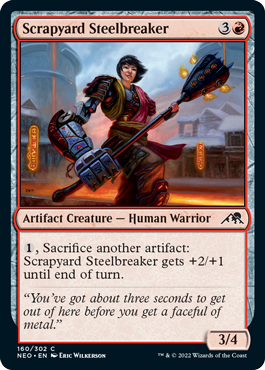 Scrapyard Steelbreaker 3
Artifact Creature — Human Warrior
1, Sacrifice another artifact:
Scrapyard Steelbreaker gets +2/+1
until end of turn.
“You’ve got about three seconds to get
out of here before you get a faceful of
metal.”
3/4
160/302 C
NEO • EN Eric Wilkerson
™ & © 2022 Wizards of the Coast